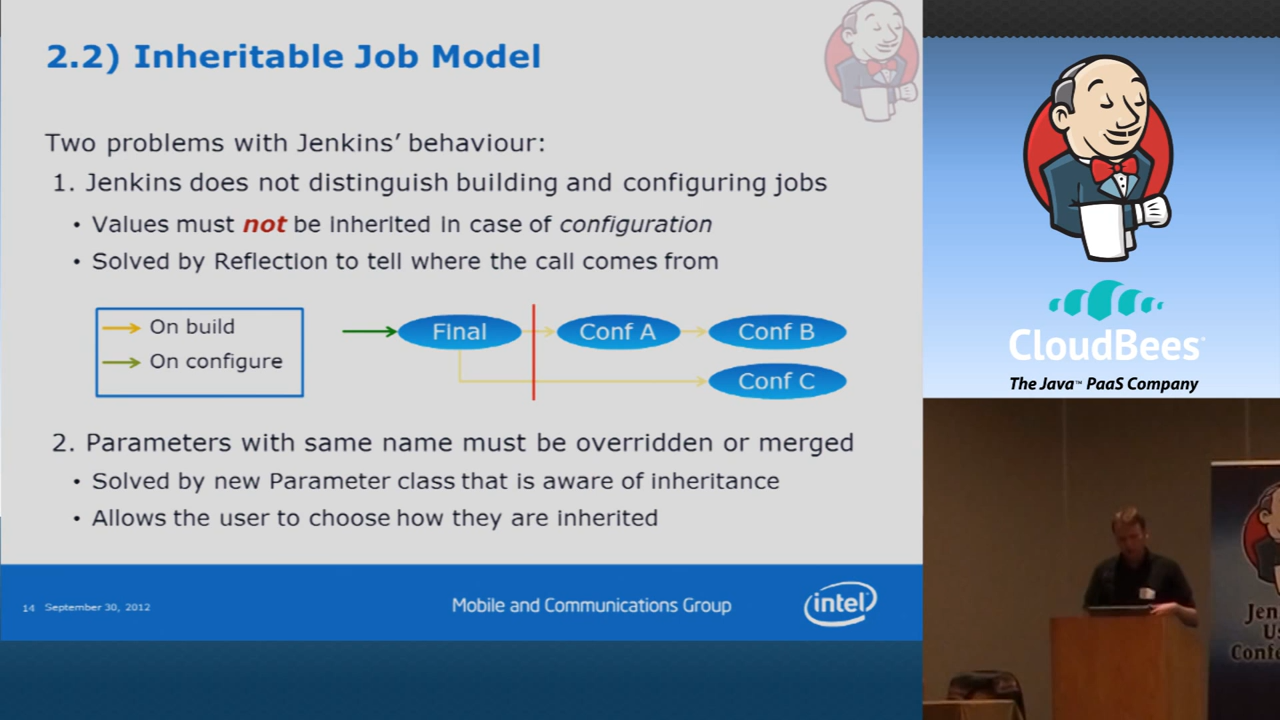 2.2) Inheritable Job Model
Two problems with Jenkins' behaviour:
1. Jenkins does not distinguish building and configuring jobs
• Values must not be inherited in case of configuration
• Solved by Reflection to tell where the call comes from
On build
On configure
Final
Conf A
Conf B
Conf C
2. Parameters with same name must be overridden or merged
• Solved by new Parameter class that is aware of inheritance
• Allows the user to choose how they are inherited
14 September 30, 2012
Mobile and Communications Group
intel
CloudBees
The Java™ PaaS Company